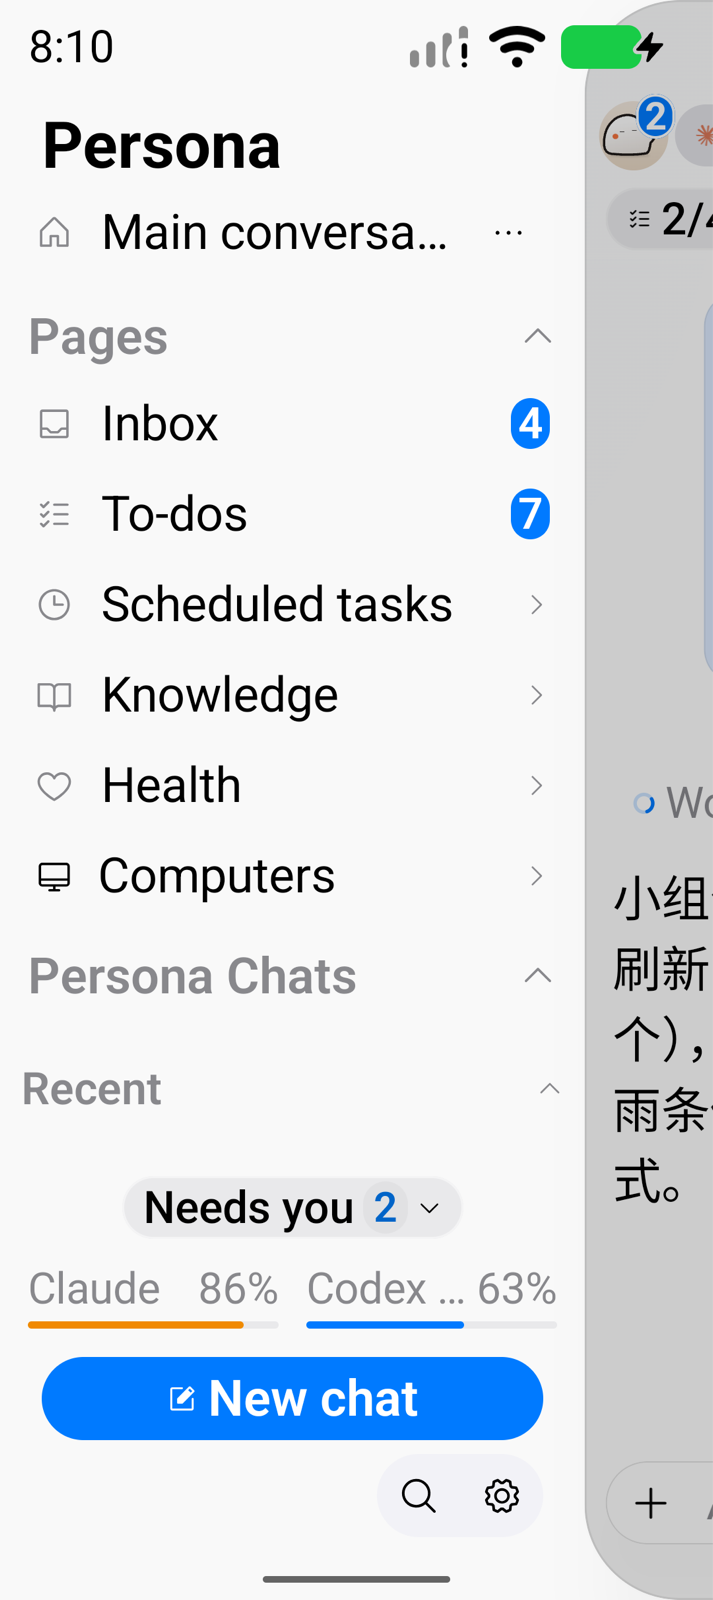 8:10
Persona
2
Main conversa...
2/4
Pages
Inbox 4
To-dos 7
Scheduled tasks
Knowledge
Health
Wo
Computers
小组
刷新
Persona Chats
个），
Recent
雨条
式。
Needs you 2
Claude 86% Codex ... 63%
New chat